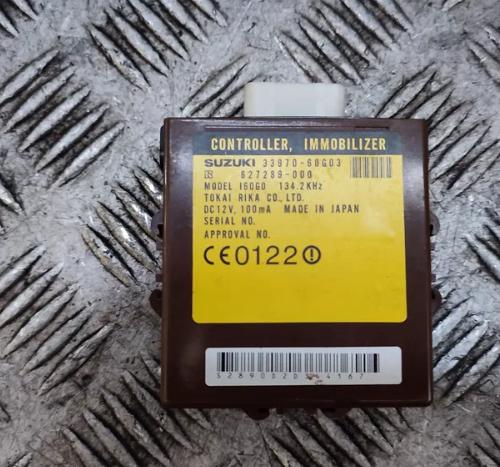 CONTROLLER, IMMOBILIZER
SUZUKI 33970-60G03
627289-000
MODEL I60G0 134.2KHz
TOKAI RIKA CO., LTD.
DC12V, 100mA MADE IN JAPAN
SERIAL NO.
APPROVAL NO.
CE0122